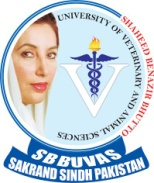 SHAHEED BENAZIR BHUTTO
UNIVERSITY OF VETERINARY AND ANIMAL SCIENCES
V
SBBUVAS
SAKRAND SINDH PAKISTAN